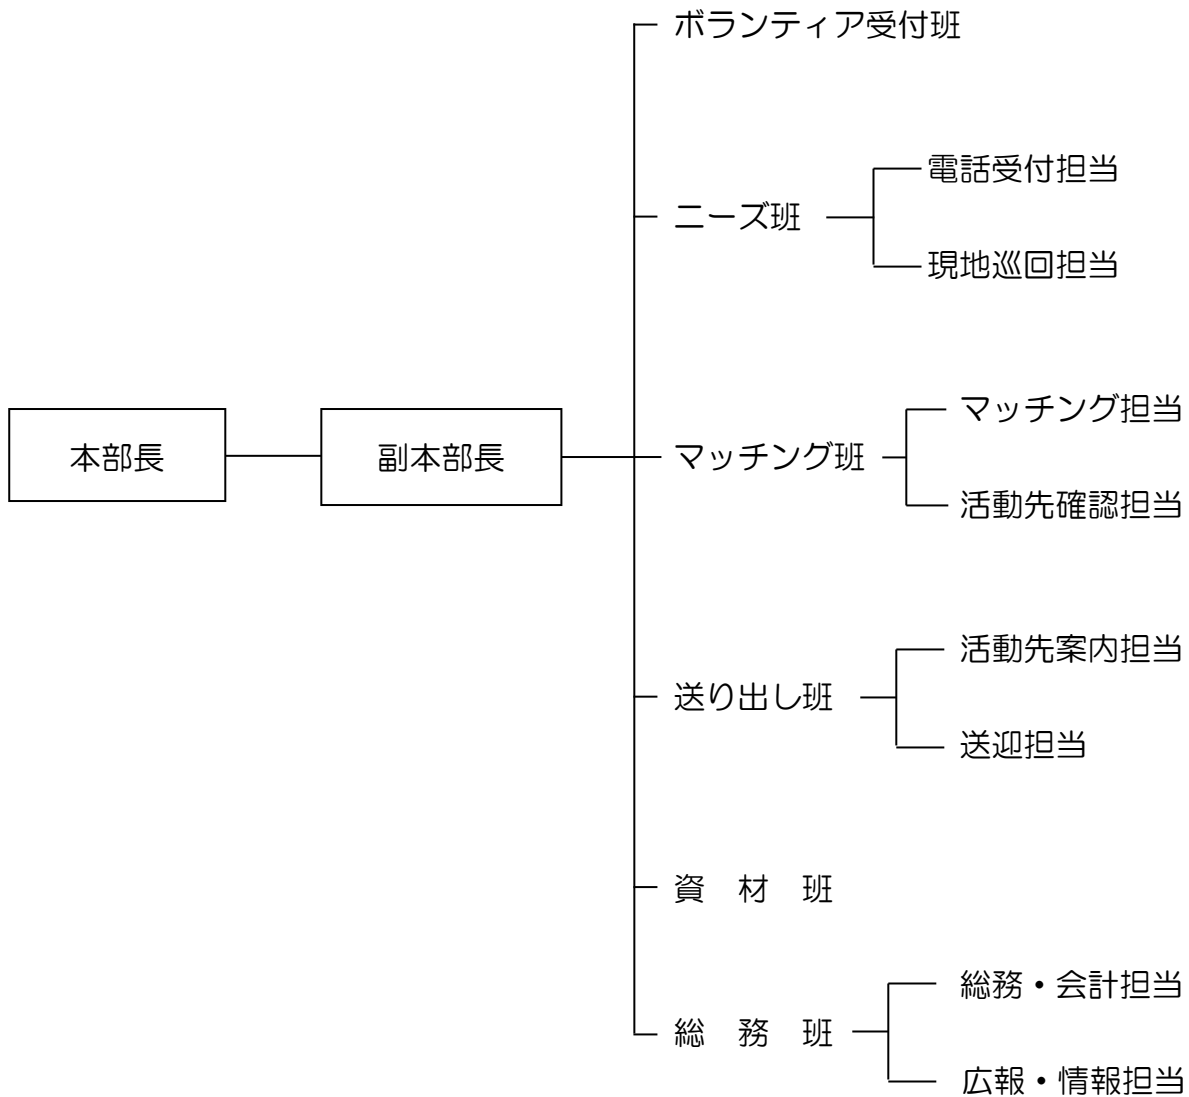 ボランティア受付班
電話受付担当
ニーズ班
現地巡回担当
マッチング担当
本部長
副本部長
マッチング班
活動先確認担当
活動先案内担当
送り出し班
送迎担当
資　材　班
総務・会計担当
総　務　班
広報・情報担当